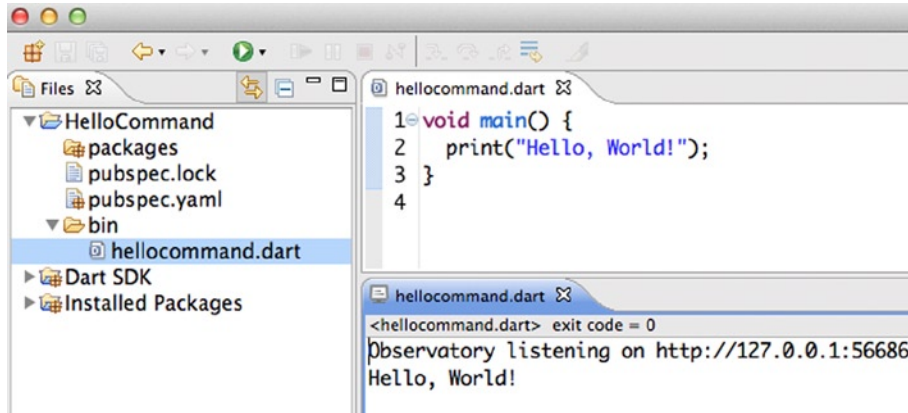 Files
HelloCommand
packages
pubspec.lock
pubspec.yaml
bin
hellocommand.dart
Dart SDK
Installed Packages
hellocommand.dart
1 void main() {
2 print("Hello, World!");
3 }
4
hellocommand.dart
<hellocommand.dart> exit code = 0
Observatory listening on http://127.0.0.1:56686
Hello, World!